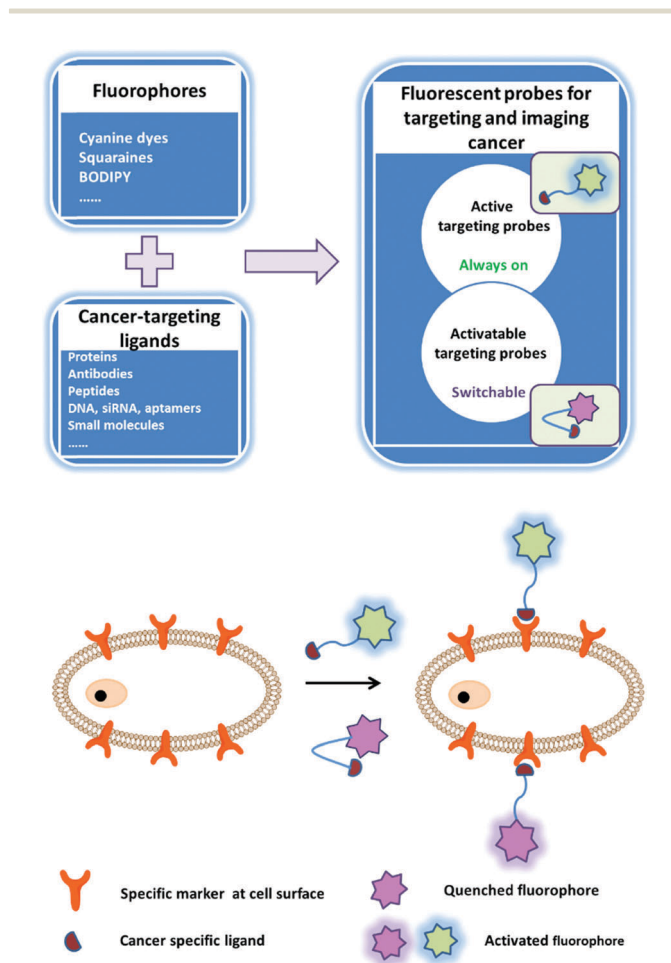 Fluorophores
Cyanine dyes
Squaraines
BODIPY
......
Cancer-targeting
ligands
Proteins
Antibodies
Peptides
DNA, siRNA, aptamers
Small molecules
......
Fluorescent probes for
targeting and imaging
cancer
Active
targeting probes
Always on
Activatable
targeting probes
Switchable
Specific marker at cell surface
Quenched fluorophore
Cancer specific ligand
Activated fluorophore